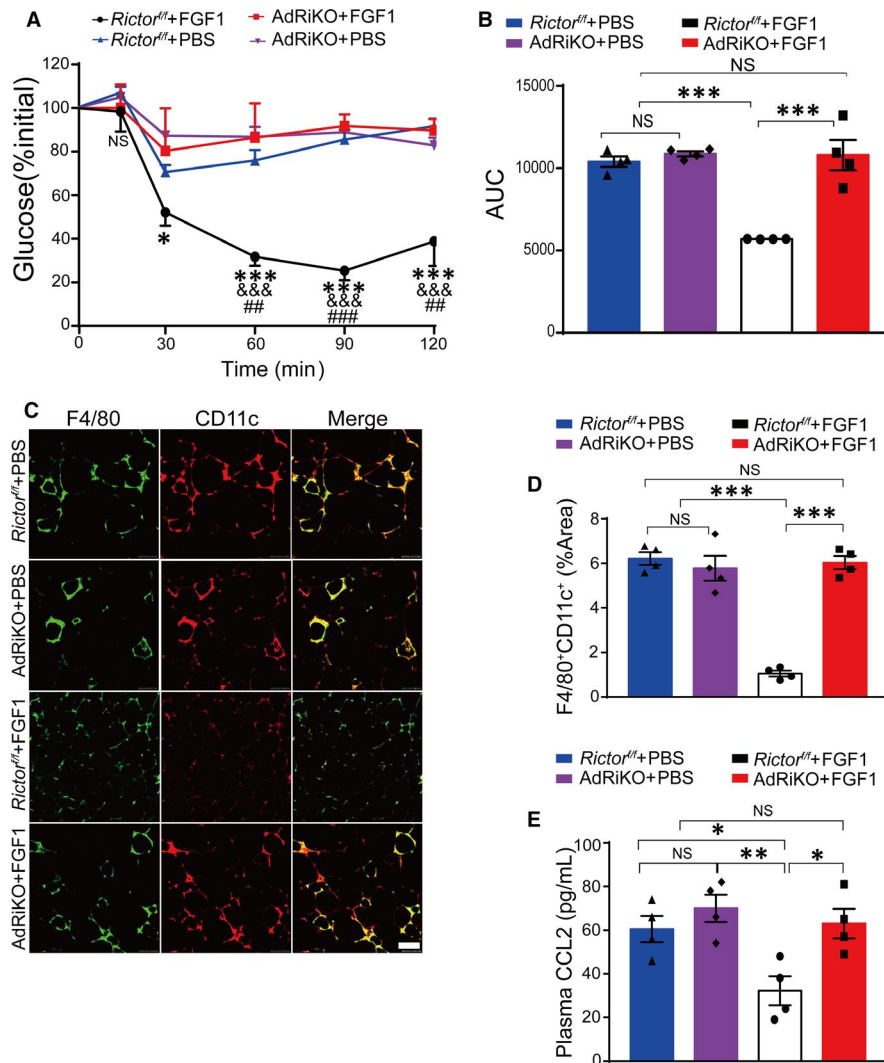 A
Rictorf/f+FGF1
AdRiKO+FGF1
Rictorf/f+PBS
AdRiKO+PBS
Glucose(%initial)
120
100
80
60
40
20
0
NS
*
***
&&&
##
***
&&&
###
***
&&&
##
0
30
60
90
120
Time (min)
B
Rictorf/f+PBS
Rictorf/f+FGF1
AdRiKO+PBS
AdRiKO+FGF1
NS
***
***
NS
AUC
15000
10000
5000
0
C
F4/80
CD11c
Merge
Rictorf/f+PBS
AdRiKO+PBS
Rictorf/f+FGF1
AdRiKO+FGF1
Rictorf/f+PBS
Rictorf/f+FGF1
AdRiKO+PBS
AdRiKO+FGF1
D
NS
***
***
NS
F4/80+CD11c+ (%Area)
8
6
4
2
0
Rictorf/f+PBS
Rictorf/f+FGF1
AdRiKO+PBS
AdRiKO+FGF1
E
NS
*
NS
**
*
Plasma CCL2 (pg/mL)
100
80
60
40
20
0